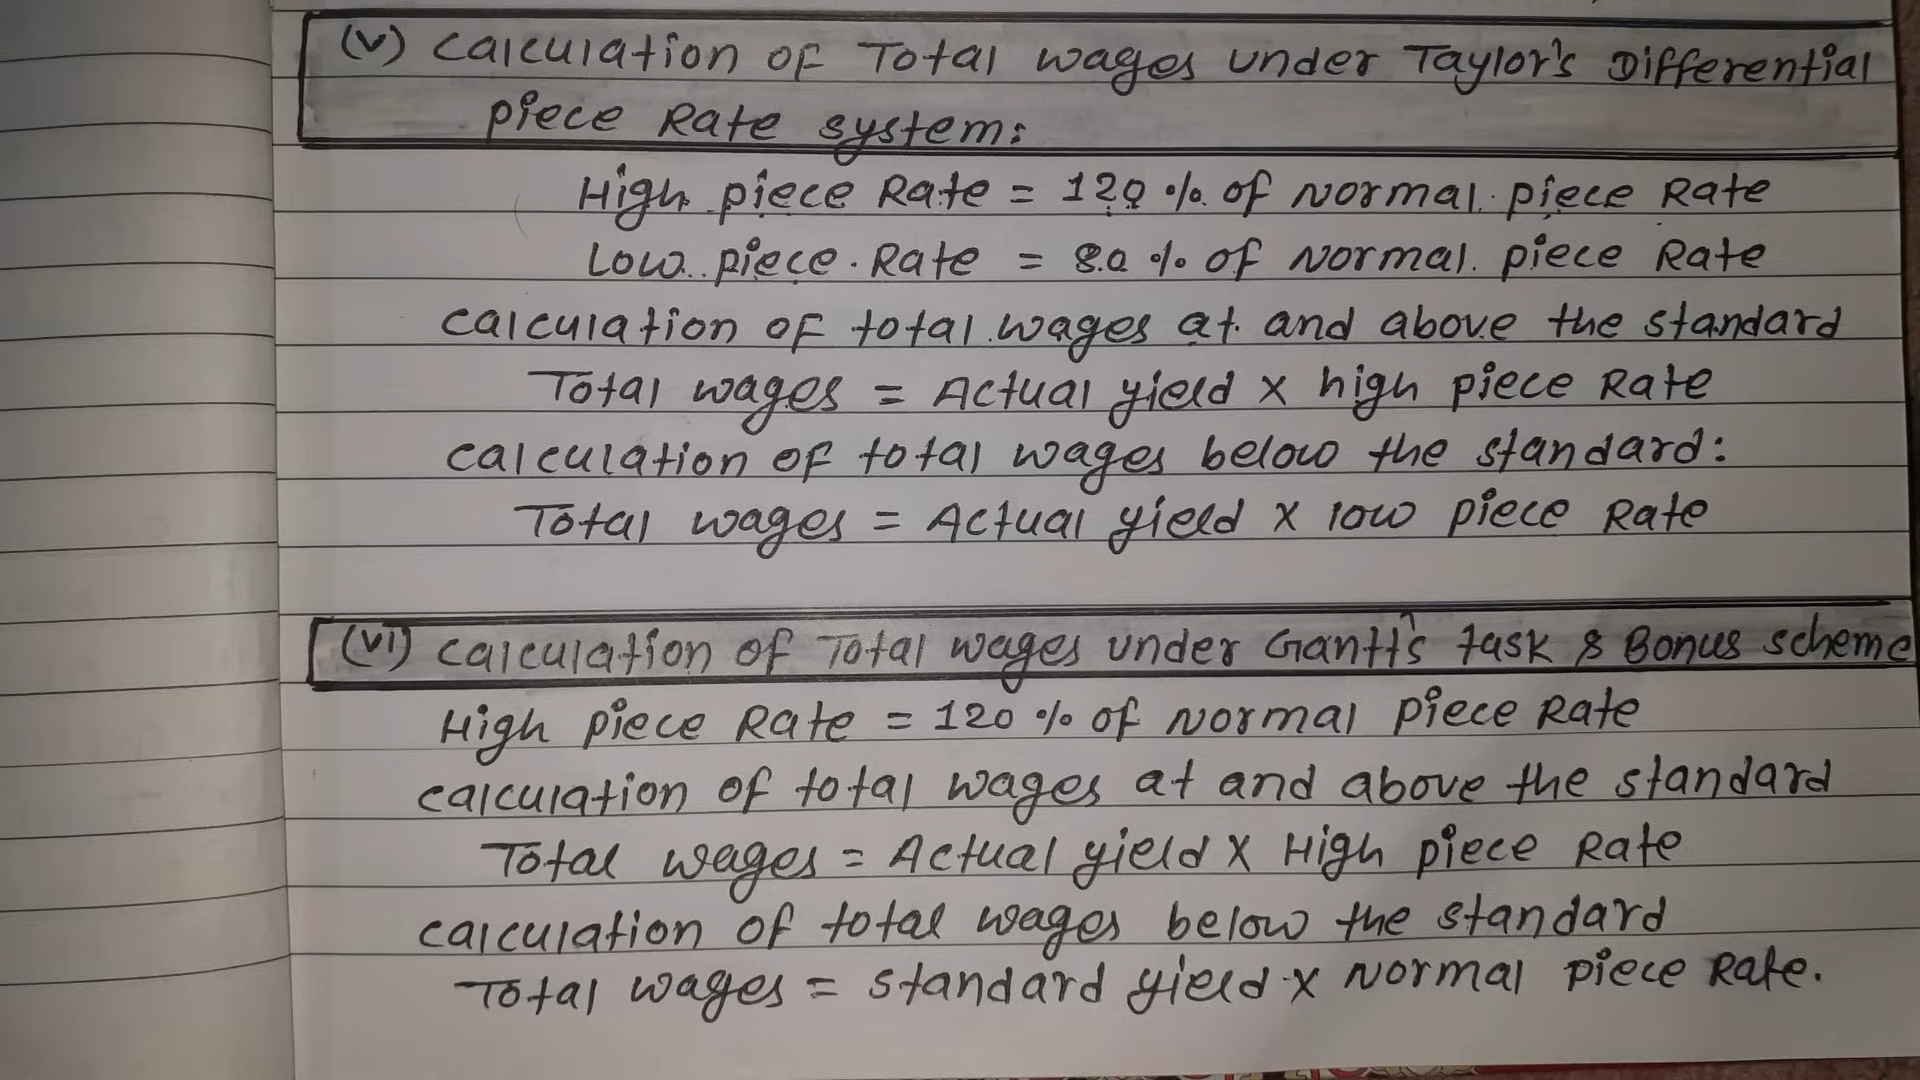 (V) Calculation of Total wages under Taylor's Differential
piece Rate system:
High piece Rate = 120 % of Normal piece Rate
Low piece Rate = 80 % of Normal piece Rate
calculation of total wages at and above the standard
Total wages = Actual yield x high piece Rate
calculation of total wages below the standard:
Total wages = Actual yield x low piece Rate
(VI) Calculation of Total wages under Gantt's task & Bonus scheme
High piece Rate = 120 % of Normal piece Rate
calculation of total wages at and above the standard
Total wages = Actual yield x High piece Rate
calculation of total wages below the standard
Total wages = standard yield x Normal piece Rate.